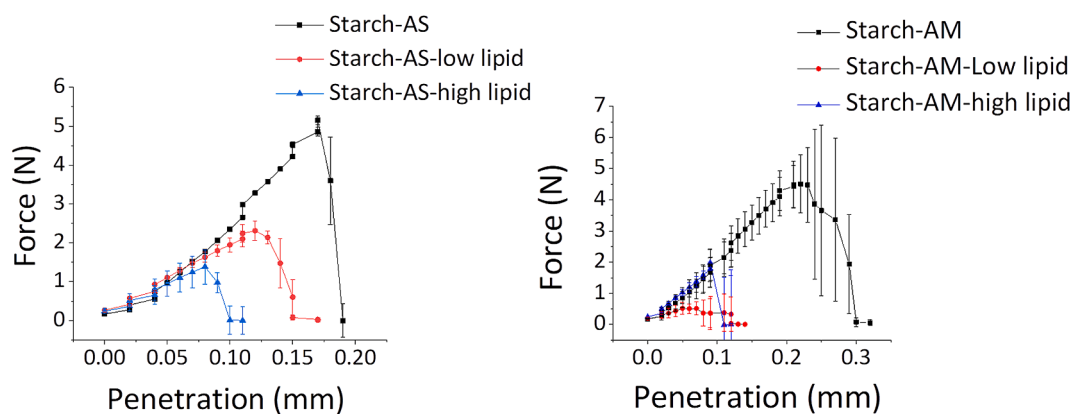 Starch-AS
Starch-AS-low lipid
Starch-AS-high lipid
6
5
4
3
2
1
0
Force (N)
0.00
0.05
0.10
0.15
0.20
Penetration (mm)
Starch-AM
Starch-AM-Low lipid
Starch-AM-high lipid
7
6
5
4
3
2
1
0
Force (N)
0.0
0.1
0.2
0.3
Penetration (mm)